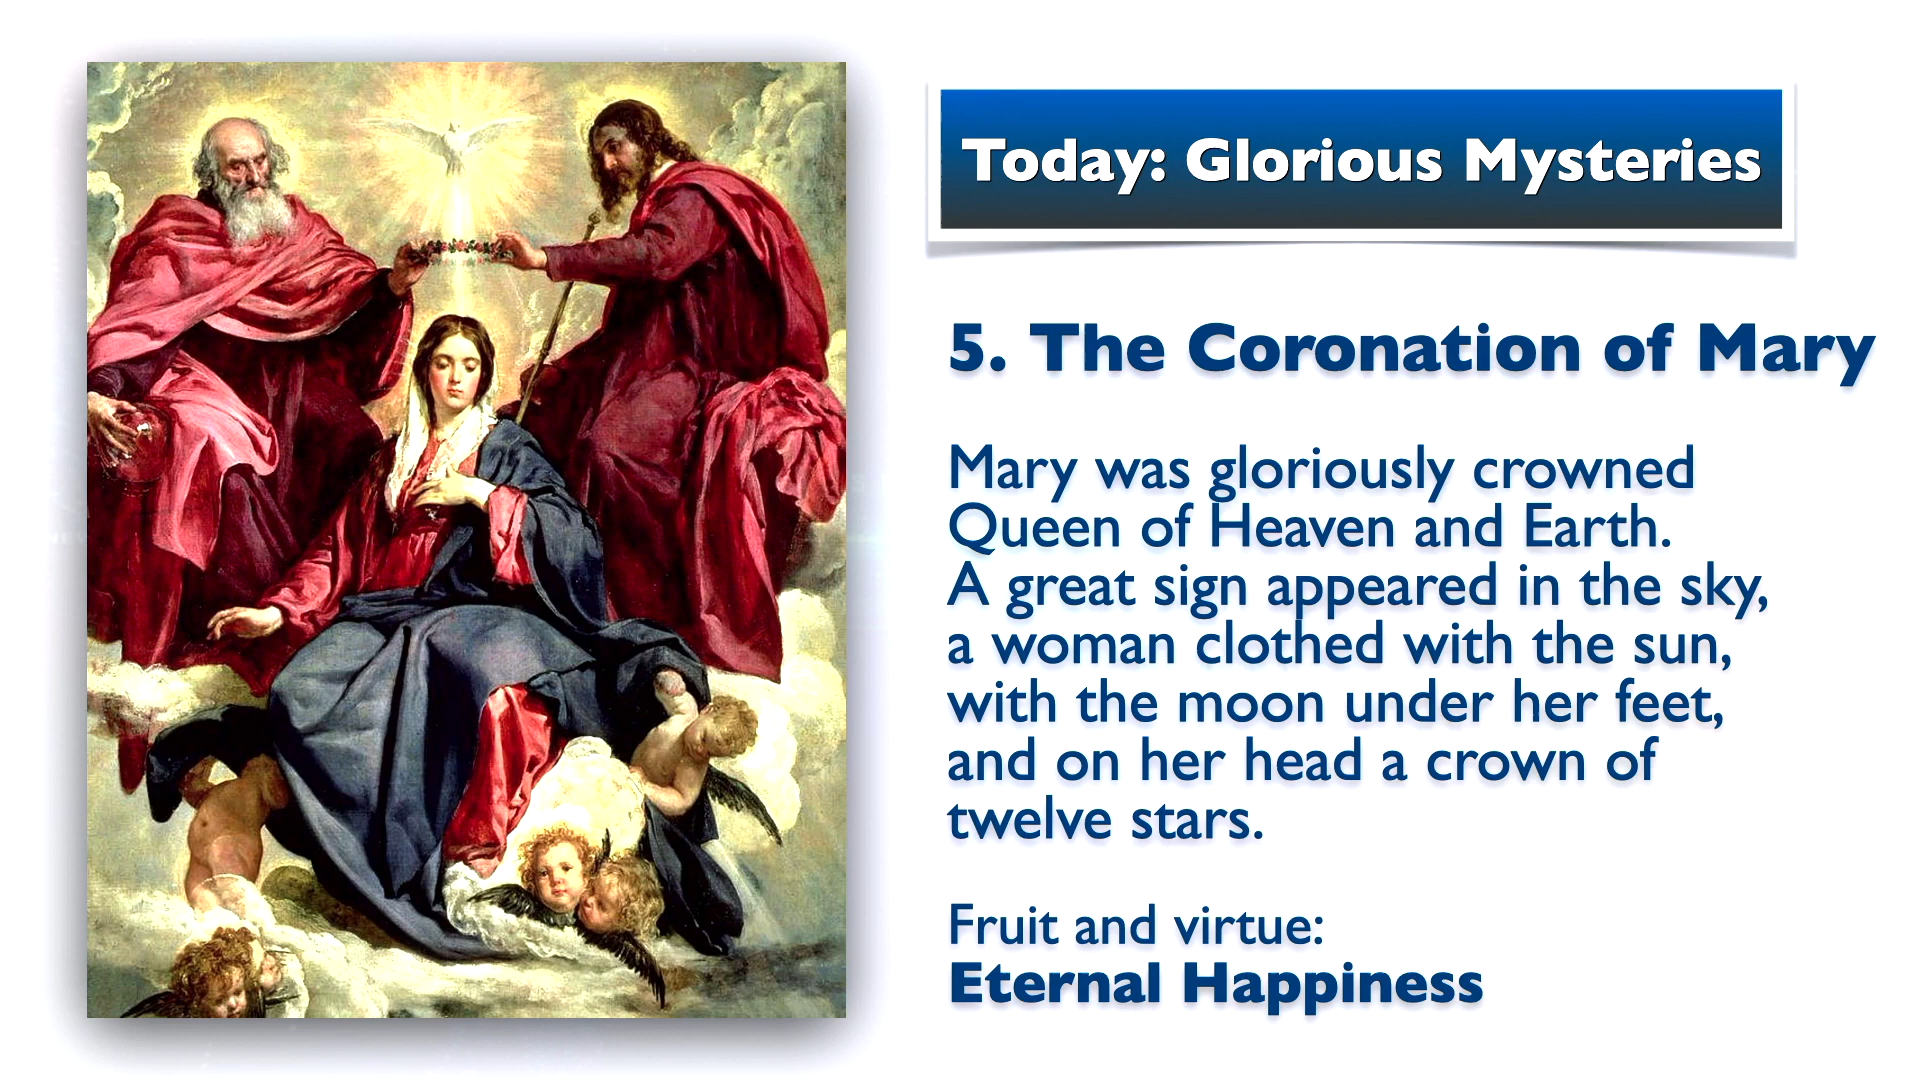 Today: Glorious Mysteries
5. The Coronation of Mary
Mary was gloriously crowned
Queen of Heaven and Earth.
A great sign appeared in the sky,
a woman clothed with the sun,
with the moon under her feet,
and on her head a crown of
twelve stars.
Fruit and virtue:
Eternal Happiness